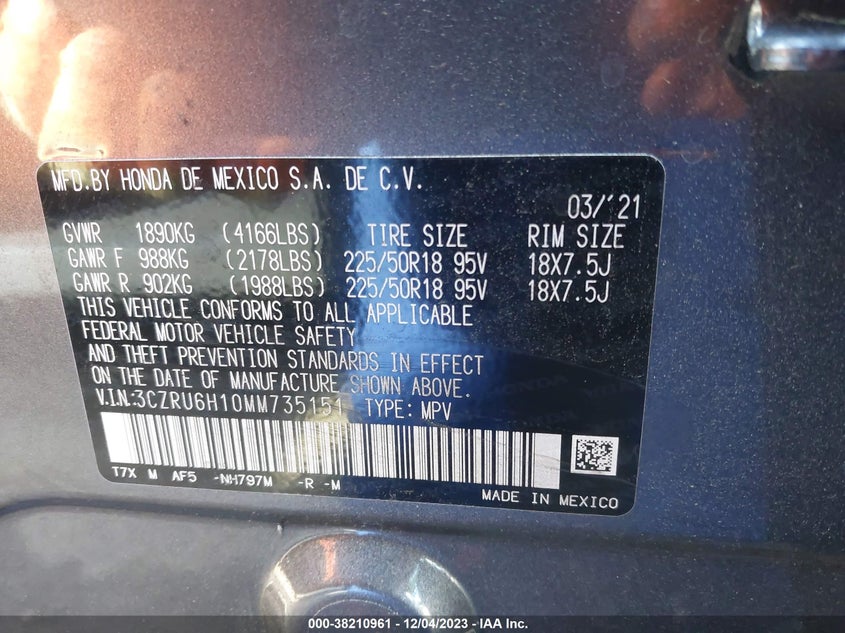 MFD.BY HONDA DE MEXICO S.A. DE C.V.
03/'21
GVWR 1890KG (4166LBS) TIRE SIZE RIM SIZE
GAWR F 988KG (2178LBS) 225/50R18 95V 18X7.5J
GAWR R 902KG (1988LBS) 225/50R18 95V 18X7.5J
THIS VEHICLE CONFORMS TO ALL APPLICABLE
FEDERAL MOTOR VEHICLE SAFETY
AND THEFT PREVENTION STANDARDS IN EFFECT
ON THE DATE OF MANUFACTURE SHOWN ABOVE.
V.I.N:3CZRU6H10MM735151 TYPE: MPV
T7X M AF5 -NH797M -R -M
MADE IN MEXICO
000-38210961 - 12/04/2023 - IAA Inc.